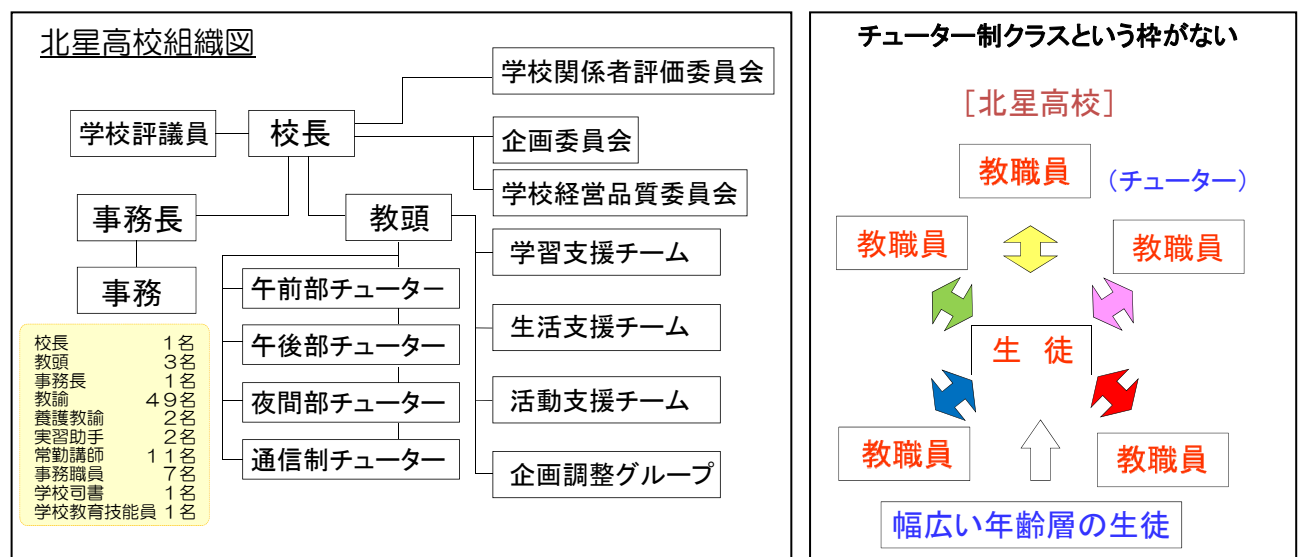 北星高校組織図
学校関係者評価委員会
学校評議員
校長
企画委員会
学校経営品質委員会
事務長
教頭
事務
学習支援チーム
午前部チューター
生活支援チーム
午後部チューター
夜間部チューター
活動支援チーム
通信制チューター
企画調整グループ
校長 1名
教頭 3名
事務長 1名
教諭 49名
養護教諭 2名
実習助手 2名
常勤講師 11名
事務職員 7名
学校司書 1名
学校教育技能員 1名
チューター制クラスという枠がない
[北星高校]
教職員 (チューター)
教職員 教職員
生 徒
教職員 教職員
幅広い年齢層の生徒